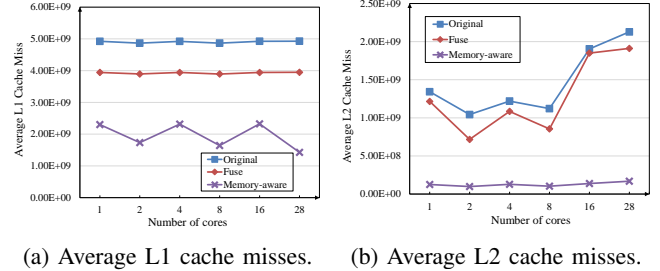 6.00E+09
5.00E+09
4.00E+09
3.00E+09
2.00E+09
1.00E+09
0.00E+00
Average L1 Cache Miss
Original
Fuse
Memory-aware
1 2 4 8 16 28
Number of cores
(a) Average L1 cache misses.
2.50E+09
2.00E+09
1.50E+09
1.00E+09
5.00E+08
0.00E+00
Average L2 Cache Miss
Original
Fuse
Memory-aware
1 2 4 8 16 28
Number of cores
(b) Average L2 cache misses.